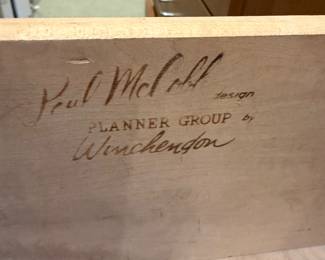 Paul McCobb design
PLANNER GROUP by
Winchendon